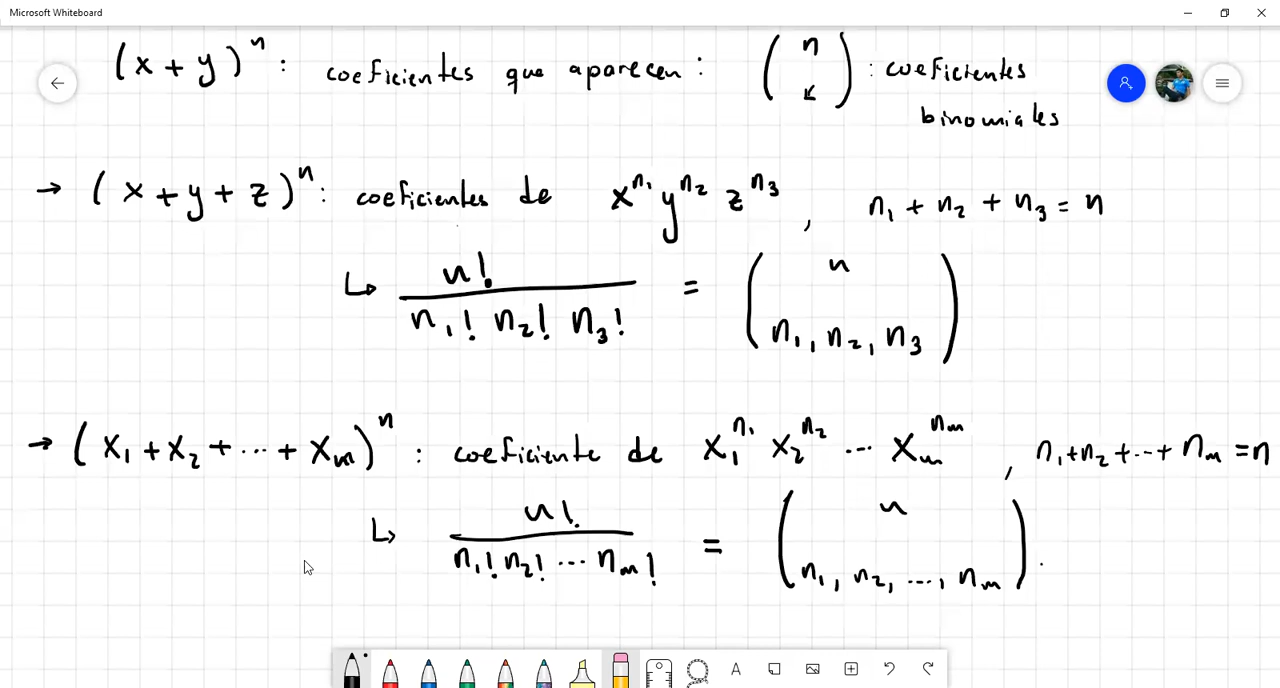 Microsoft Whiteboard
(x + y)^n : coeficientes que aparecen : (n k) : coeficientes
binomiales
→ (x + y + z)^n : coeficientes de x^n₁ y^n₂ z^n₃ , n₁ + n₂ + n₃ = n
↳ n! / n₁! n₂! n₃! = (n n₁, n₂, n₃)
→ (x₁ + x₂ + ... + xₘ)^n : coeficiente de x₁^n₁ x₂^n₂ ... xₘ^nₘ , n₁+n₂+...+nₘ = n
↳ n! / n₁! n₂! ... nₘ! = (n n₁, n₂, ..., nₘ).
A